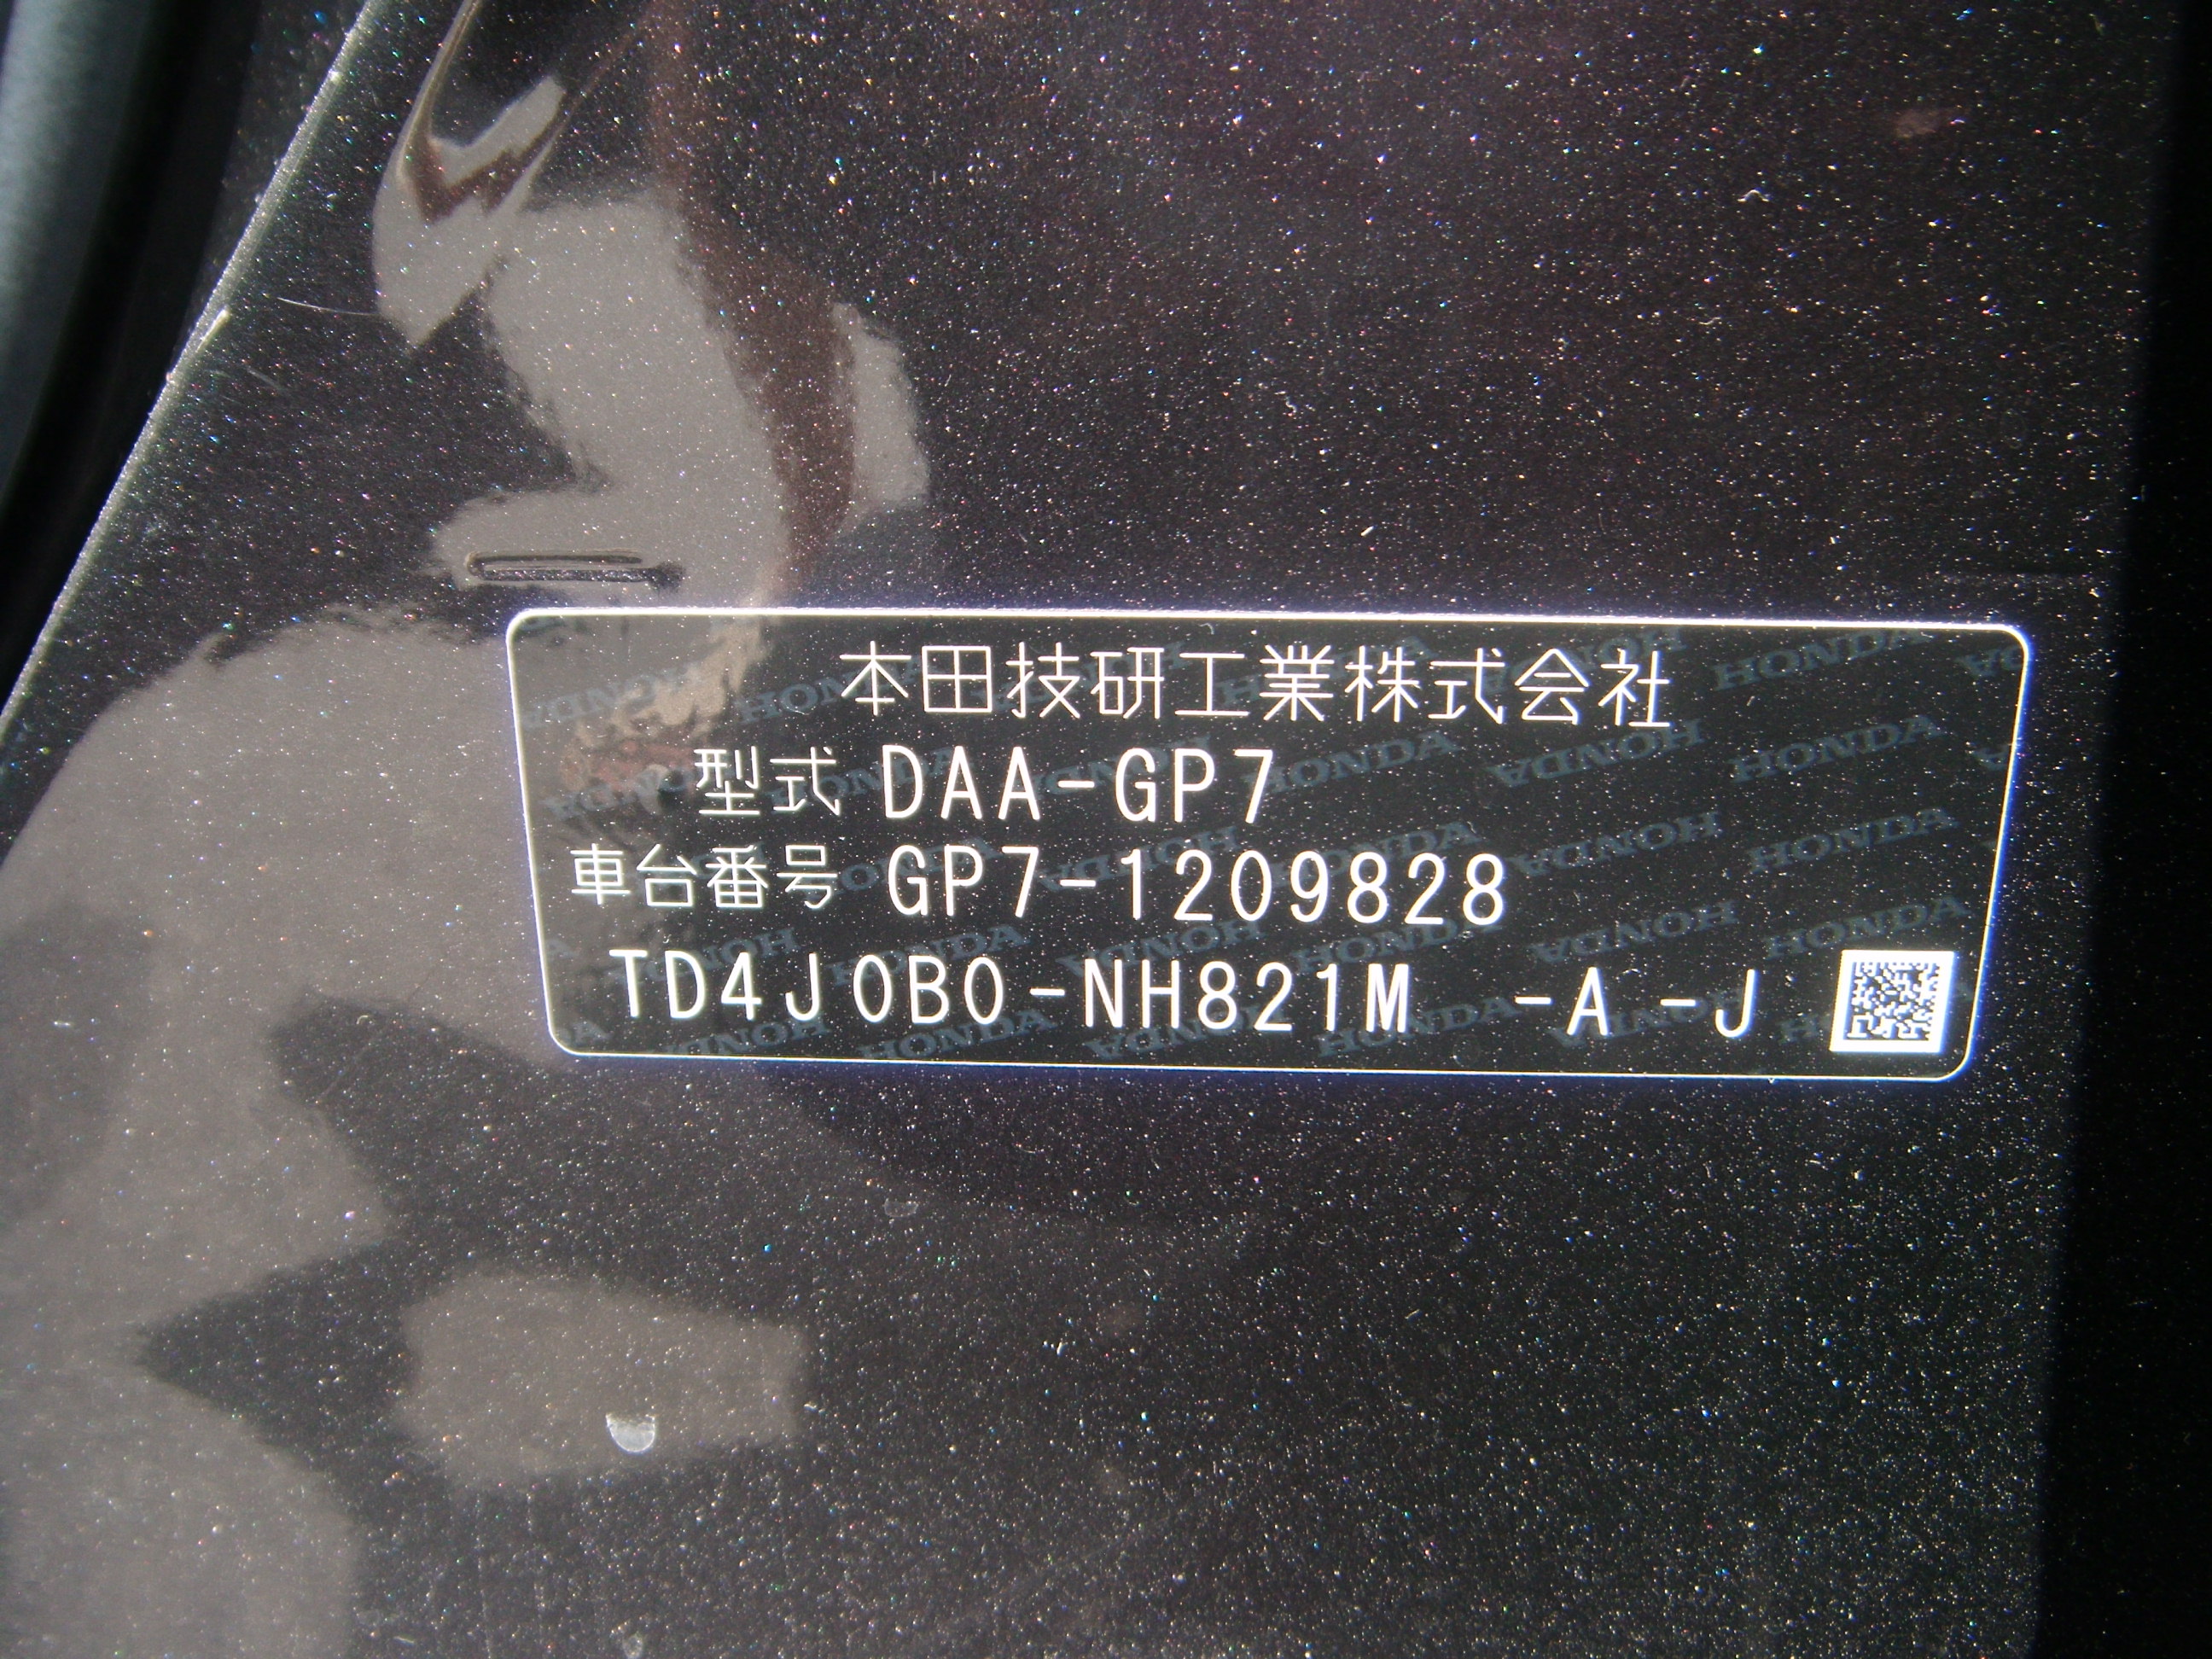 本田技研工業株式会社
型式 DAA-GP7
車台番号 GP7-1209828
TD4J0B0-NH821M -A -J